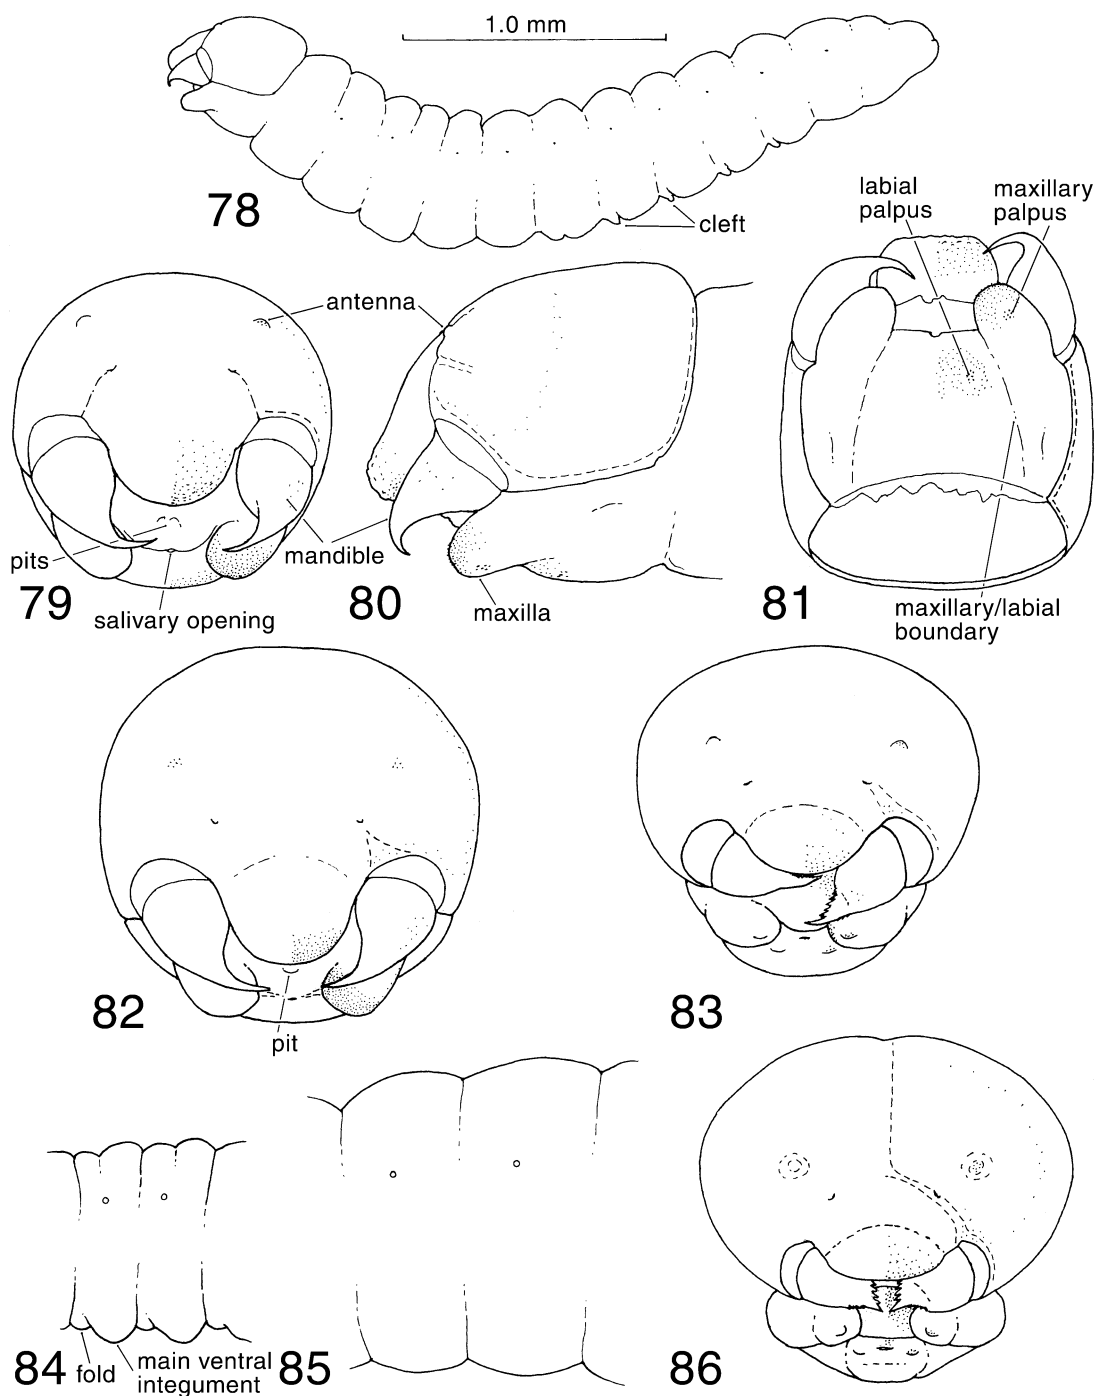 1.0 mm
78
cleft
labial
palpus
maxillary
palpus
antenna
pits
79
salivary opening
mandible
80
maxilla
81
maxillary/labial
boundary
82
pit
83
84
fold
main ventral
integument
85
86